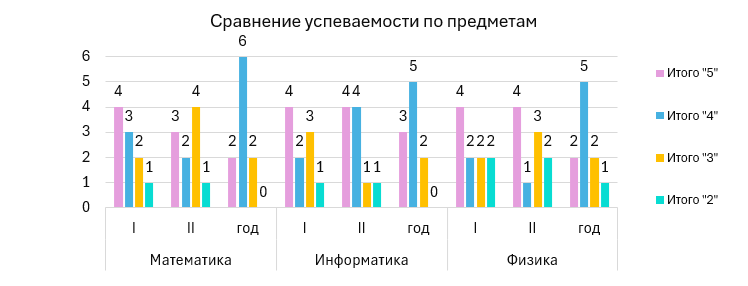 Сравнение успеваемости по предметам
6
5
4
3
2
1
0
4 3 2 1 3 2 4 1 2 6 2 0 4 2 3 1 4 4 1 1 3 5 2 0 4 2 2 2 4 1 3 2 2 5 2 1
I II год I II год I II год
Математика Информатика Физика
Итого "5"
Итого "4"
Итого "3"
Итого "2"